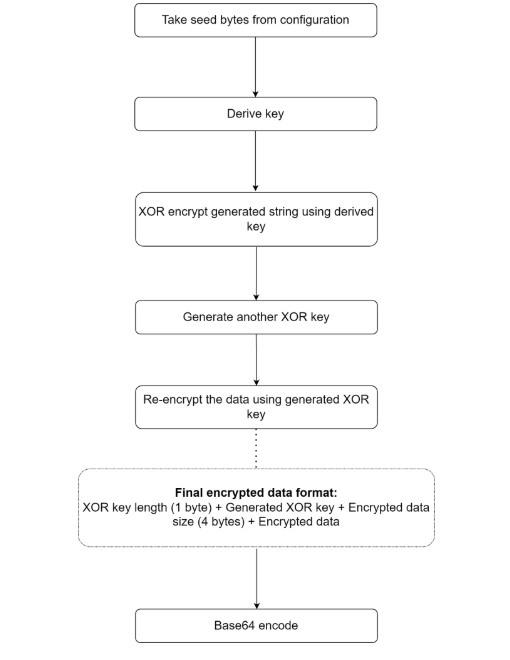 Take seed bytes from configuration
Derive key
XOR encrypt generated string using derived
key
Generate another XOR key
Re-encrypt the data using generated XOR
key
Final encrypted data format:
XOR key length (1 byte) + Generated XOR key + Encrypted data
size (4 bytes) + Encrypted data
Base64 encode